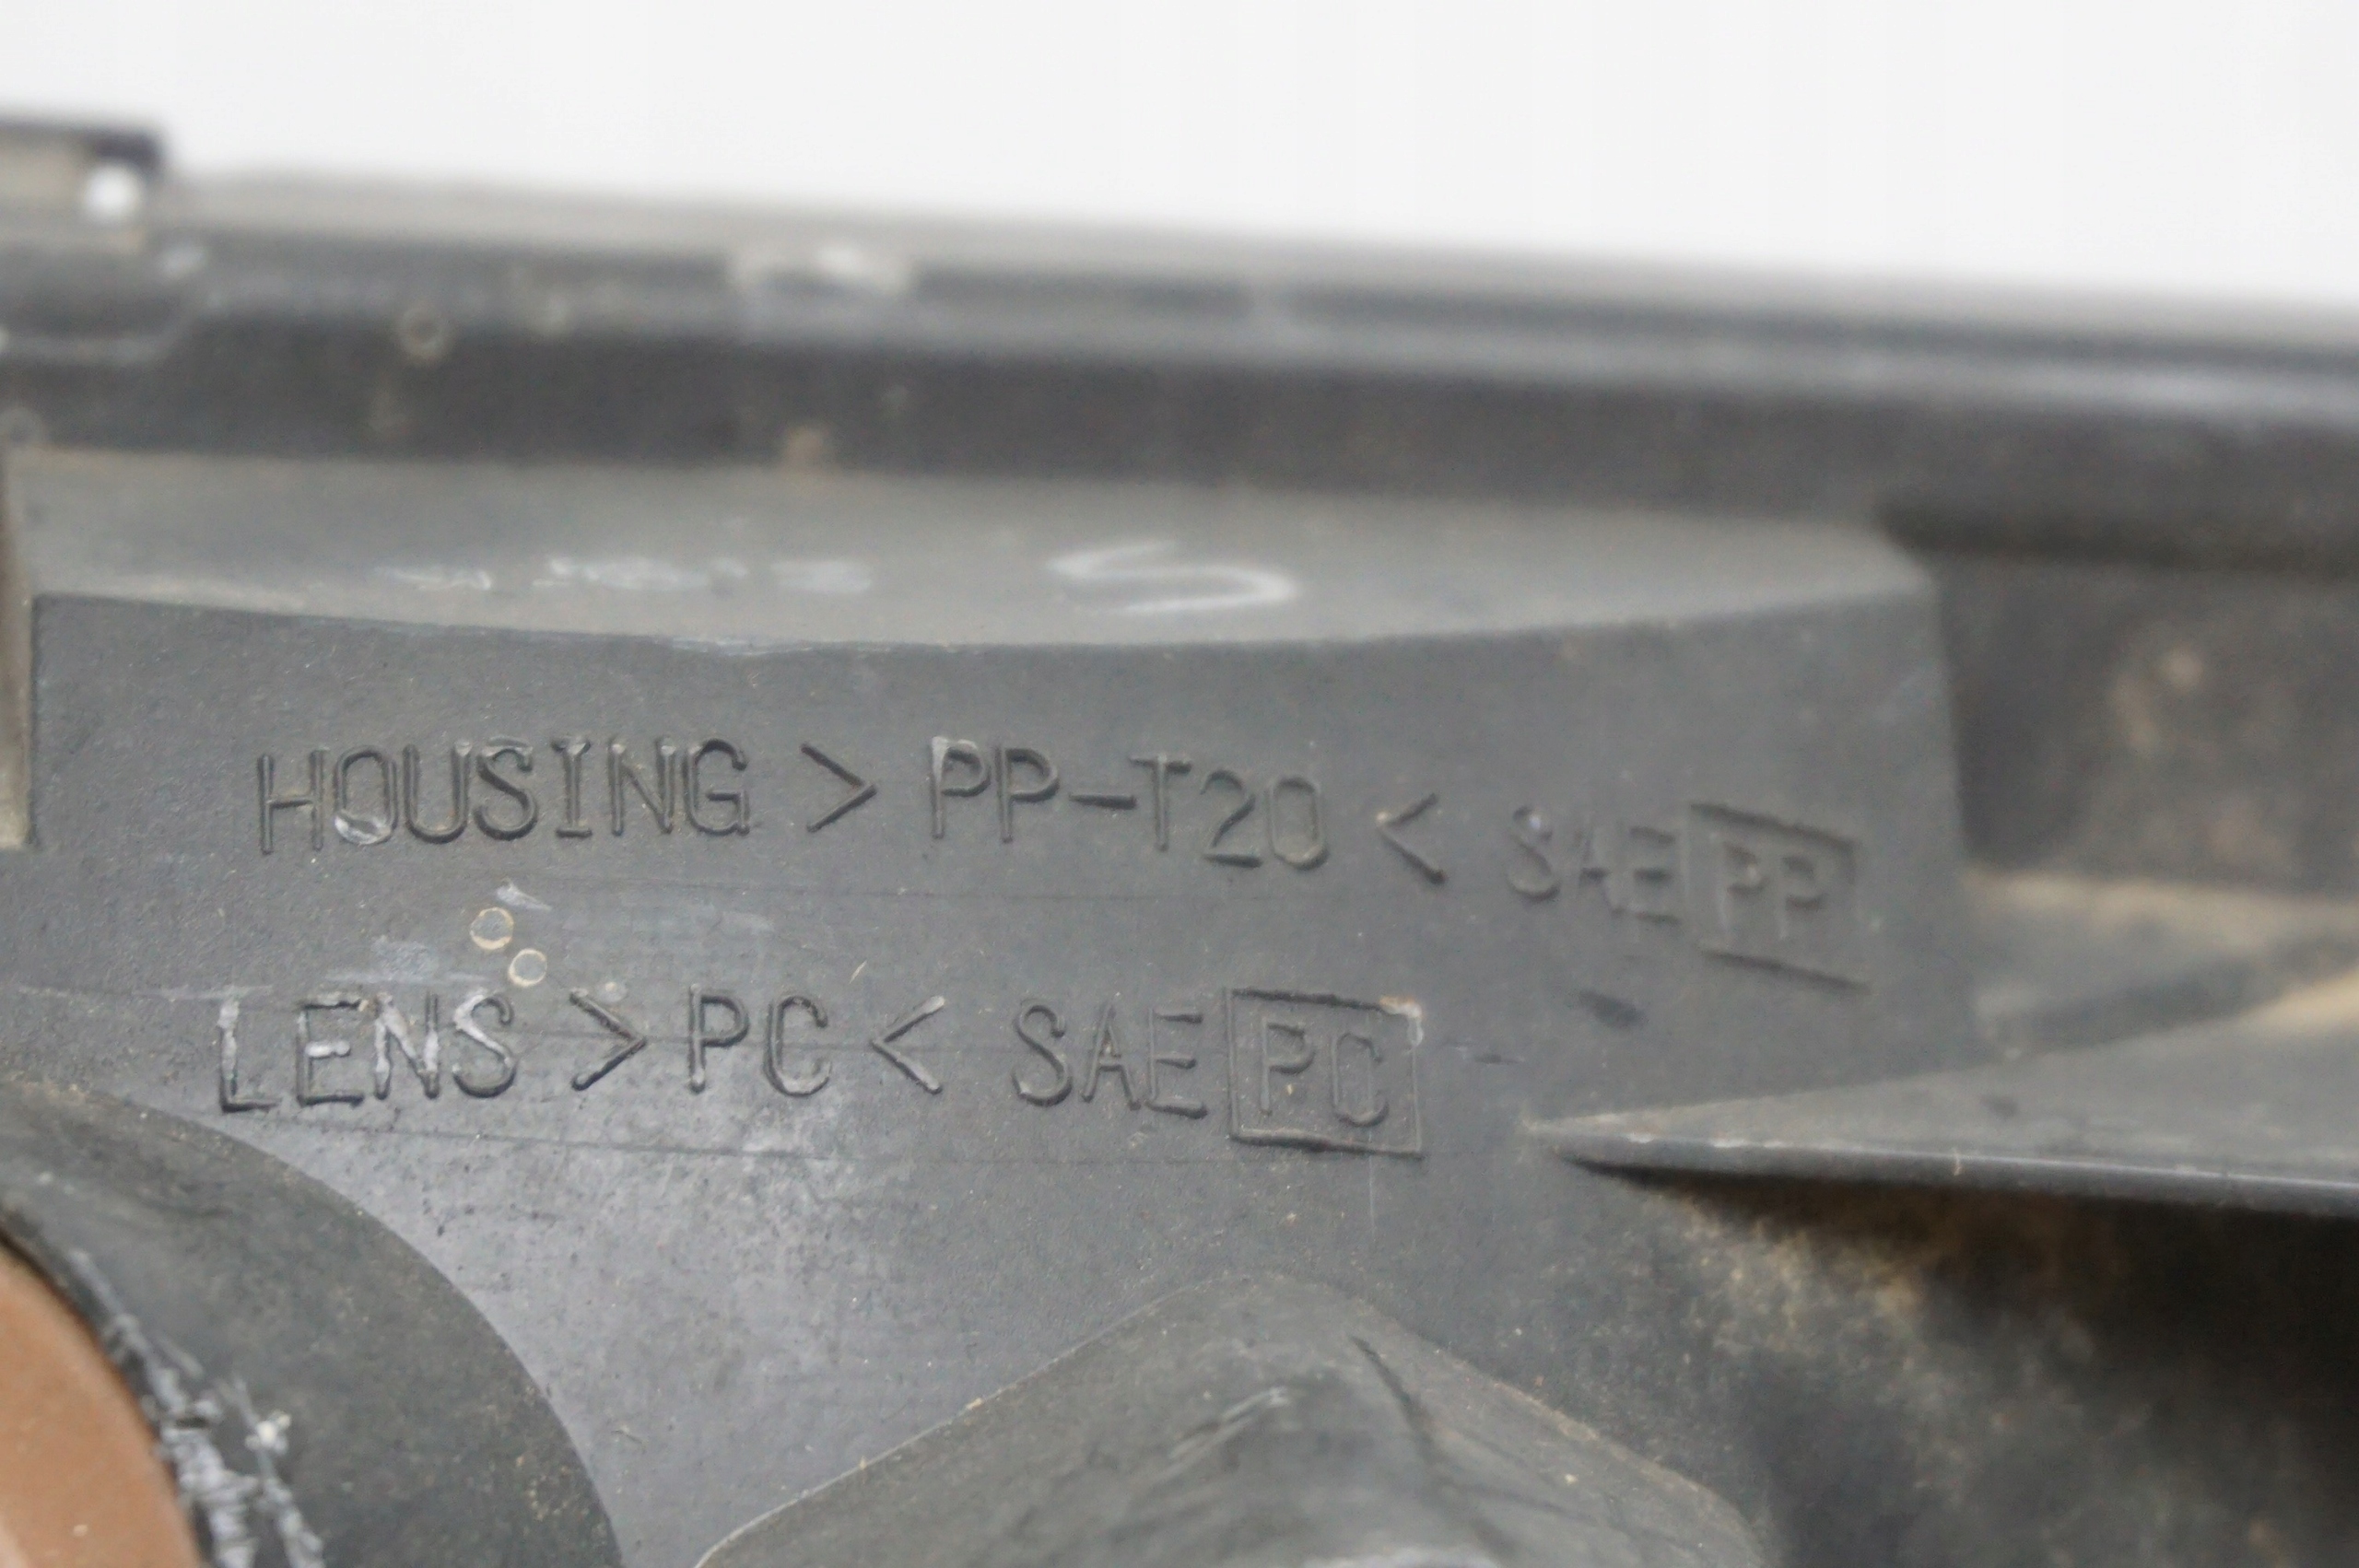 S
HOUSING >PP-T20< SAE PP
LENS >PC< SAE PC